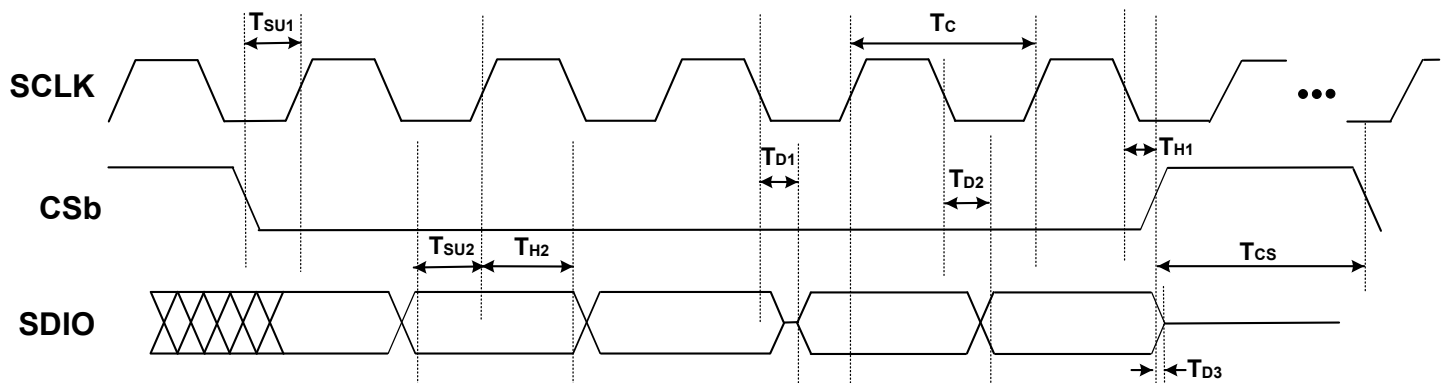 TSU1
TC
SCLK
•••
TD1
TH1
TD2
CSb
TSU2
TH2
TCS
SDIO
TD3